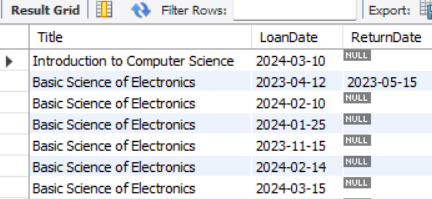 Result Grid Filter Rows: Export:
Title LoanDate ReturnDate
Introduction to Computer Science 2024-03-10 NULL
Basic Science of Electronics 2023-04-12 2023-05-15
Basic Science of Electronics 2024-02-10 NULL
Basic Science of Electronics 2024-01-25 NULL
Basic Science of Electronics 2023-11-15 NULL
Basic Science of Electronics 2024-02-14 NULL
Basic Science of Electronics 2024-03-15 NULL